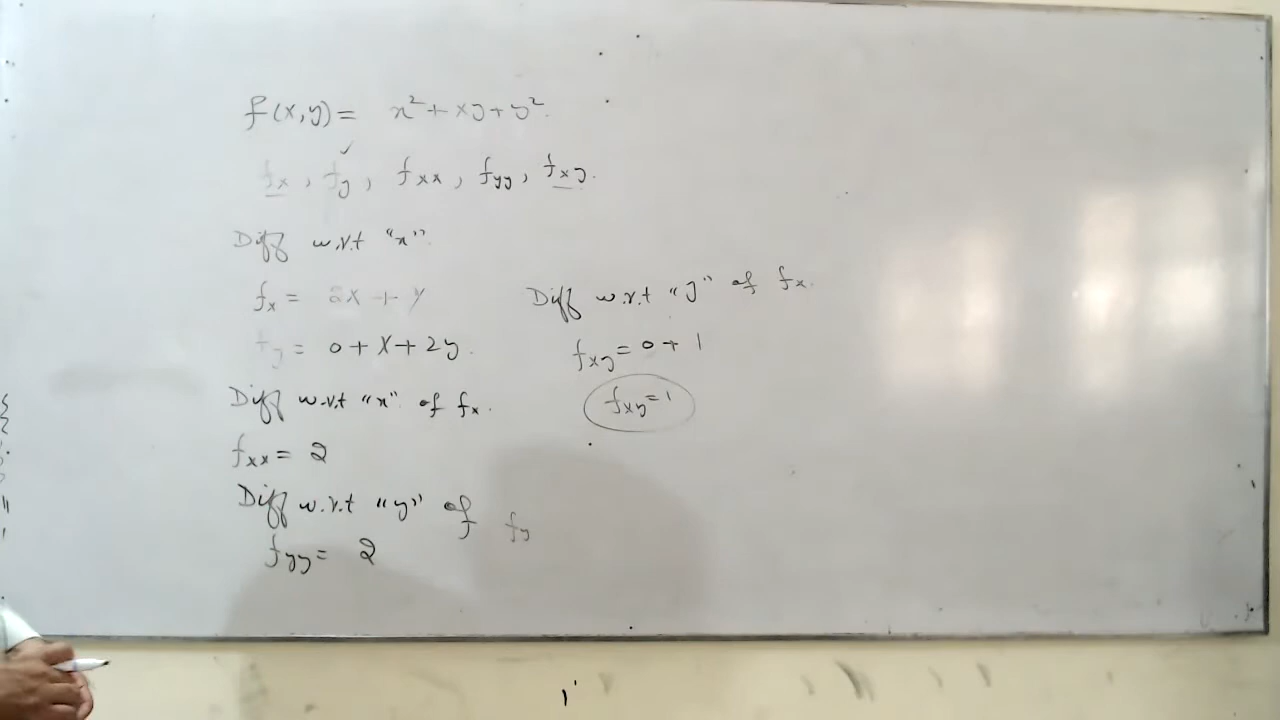 f(x,y) = x² + xy + y².
fx, fy, fxx, fyy, fxy.
Diff w.r.t "x".
fx = 2x + y
fy = 0 + x + 2y.
Diff w.r.t "x" of fx.
fxx = 2
Diff w.r.t "y" of fy
fyy = 2
Diff w.r.t "y" of fx.
fxy = 0 + 1
fxy = 1